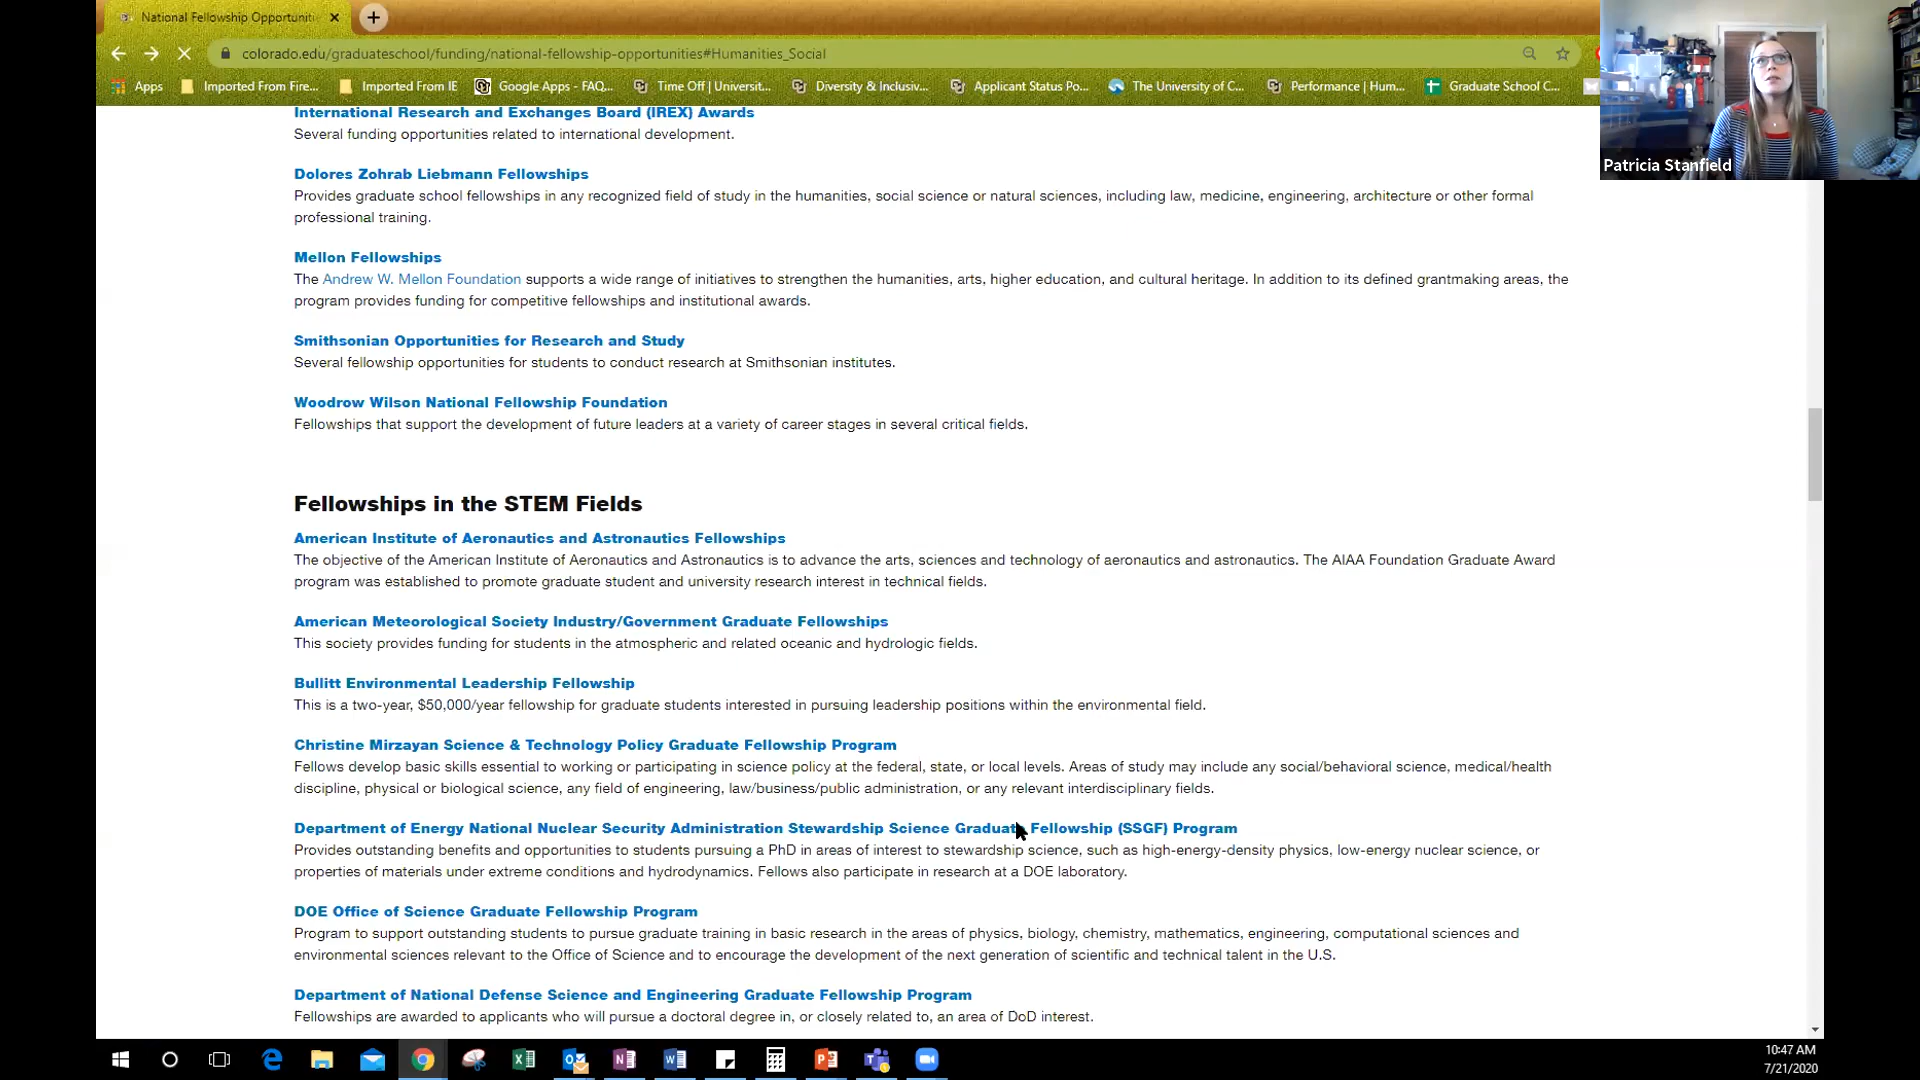 National Fellowship Opportuniti
colorado.edu/graduateschool/funding/national-fellowship-opportunities#Humanities_Social
Apps Imported From Fire... Imported From IE Google Apps - FAQ... Time Off | Universit... Diversity & Inclusiv... Applicant Status Po... The University of C... Performance | Hum... Graduate School C...
Patricia Stanfield
International Research and Exchanges Board (IREX) Awards
Several funding opportunities related to international development.
Dolores Zohrab Liebmann Fellowships
Provides graduate school fellowships in any recognized field of study in the humanities, social science or natural sciences, including law, medicine, engineering, architecture or other formal
professional training.
Mellon Fellowships
The Andrew W. Mellon Foundation supports a wide range of initiatives to strengthen the humanities, arts, higher education, and cultural heritage. In addition to its defined grantmaking areas, the
program provides funding for competitive fellowships and institutional awards.
Smithsonian Opportunities for Research and Study
Several fellowship opportunities for students to conduct research at Smithsonian institutes.
Woodrow Wilson National Fellowship Foundation
Fellowships that support the development of future leaders at a variety of career stages in several critical fields.
Fellowships in the STEM Fields
American Institute of Aeronautics and Astronautics Fellowships
The objective of the American Institute of Aeronautics and Astronautics is to advance the arts, sciences and technology of aeronautics and astronautics. The AIAA Foundation Graduate Award
program was established to promote graduate student and university research interest in technical fields.
American Meteorological Society Industry/Government Graduate Fellowships
This society provides funding for students in the atmospheric and related oceanic and hydrologic fields.
Bullitt Environmental Leadership Fellowship
This is a two-year, $50,000/year fellowship for graduate students interested in pursuing leadership positions within the environmental field.
Christine Mirzayan Science & Technology Policy Graduate Fellowship Program
Fellows develop basic skills essential to working or participating in science policy at the federal, state, or local levels. Areas of study may include any social/behavioral science, medical/health
discipline, physical or biological science, any field of engineering, law/business/public administration, or any relevant interdisciplinary fields.
Department of Energy National Nuclear Security Administration Stewardship Science Graduate Fellowship (SSGF) Program
Provides outstanding benefits and opportunities to students pursuing a PhD in areas of interest to stewardship science, such as high-energy-density physics, low-energy nuclear science, or
properties of materials under extreme conditions and hydrodynamics. Fellows also participate in research at a DOE laboratory.
DOE Office of Science Graduate Fellowship Program
Program to support outstanding students to pursue graduate training in basic research in the areas of physics, biology, chemistry, mathematics, engineering, computational sciences and
environmental sciences relevant to the Office of Science and to encourage the development of the next generation of scientific and technical talent in the U.S.
Department of National Defense Science and Engineering Graduate Fellowship Program
Fellowships are awarded to applicants who will pursue a doctoral degree in, or closely related to, an area of DoD interest.
10:47 AM
7/21/2020